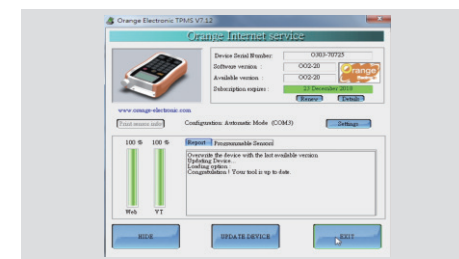 Orange Electronic TPMS V7.12
Orange Internet service
Device Serial Number: 0303-70725
Software version : OO2-20
Available version : OO2-20
Subscription expires : 23 December 2018
Orange
Renew Details
www.orange-electronic.com
Configuration: Automatic Mode (COM3) Settings
100 % 100 % Report Programmable Sensors
Overwrite the device with the last available version
Updating Device...
Loading option :
Congratulation ! Your tool is up to date.
Web VT
HIDE UPDATE DEVICE EXIT